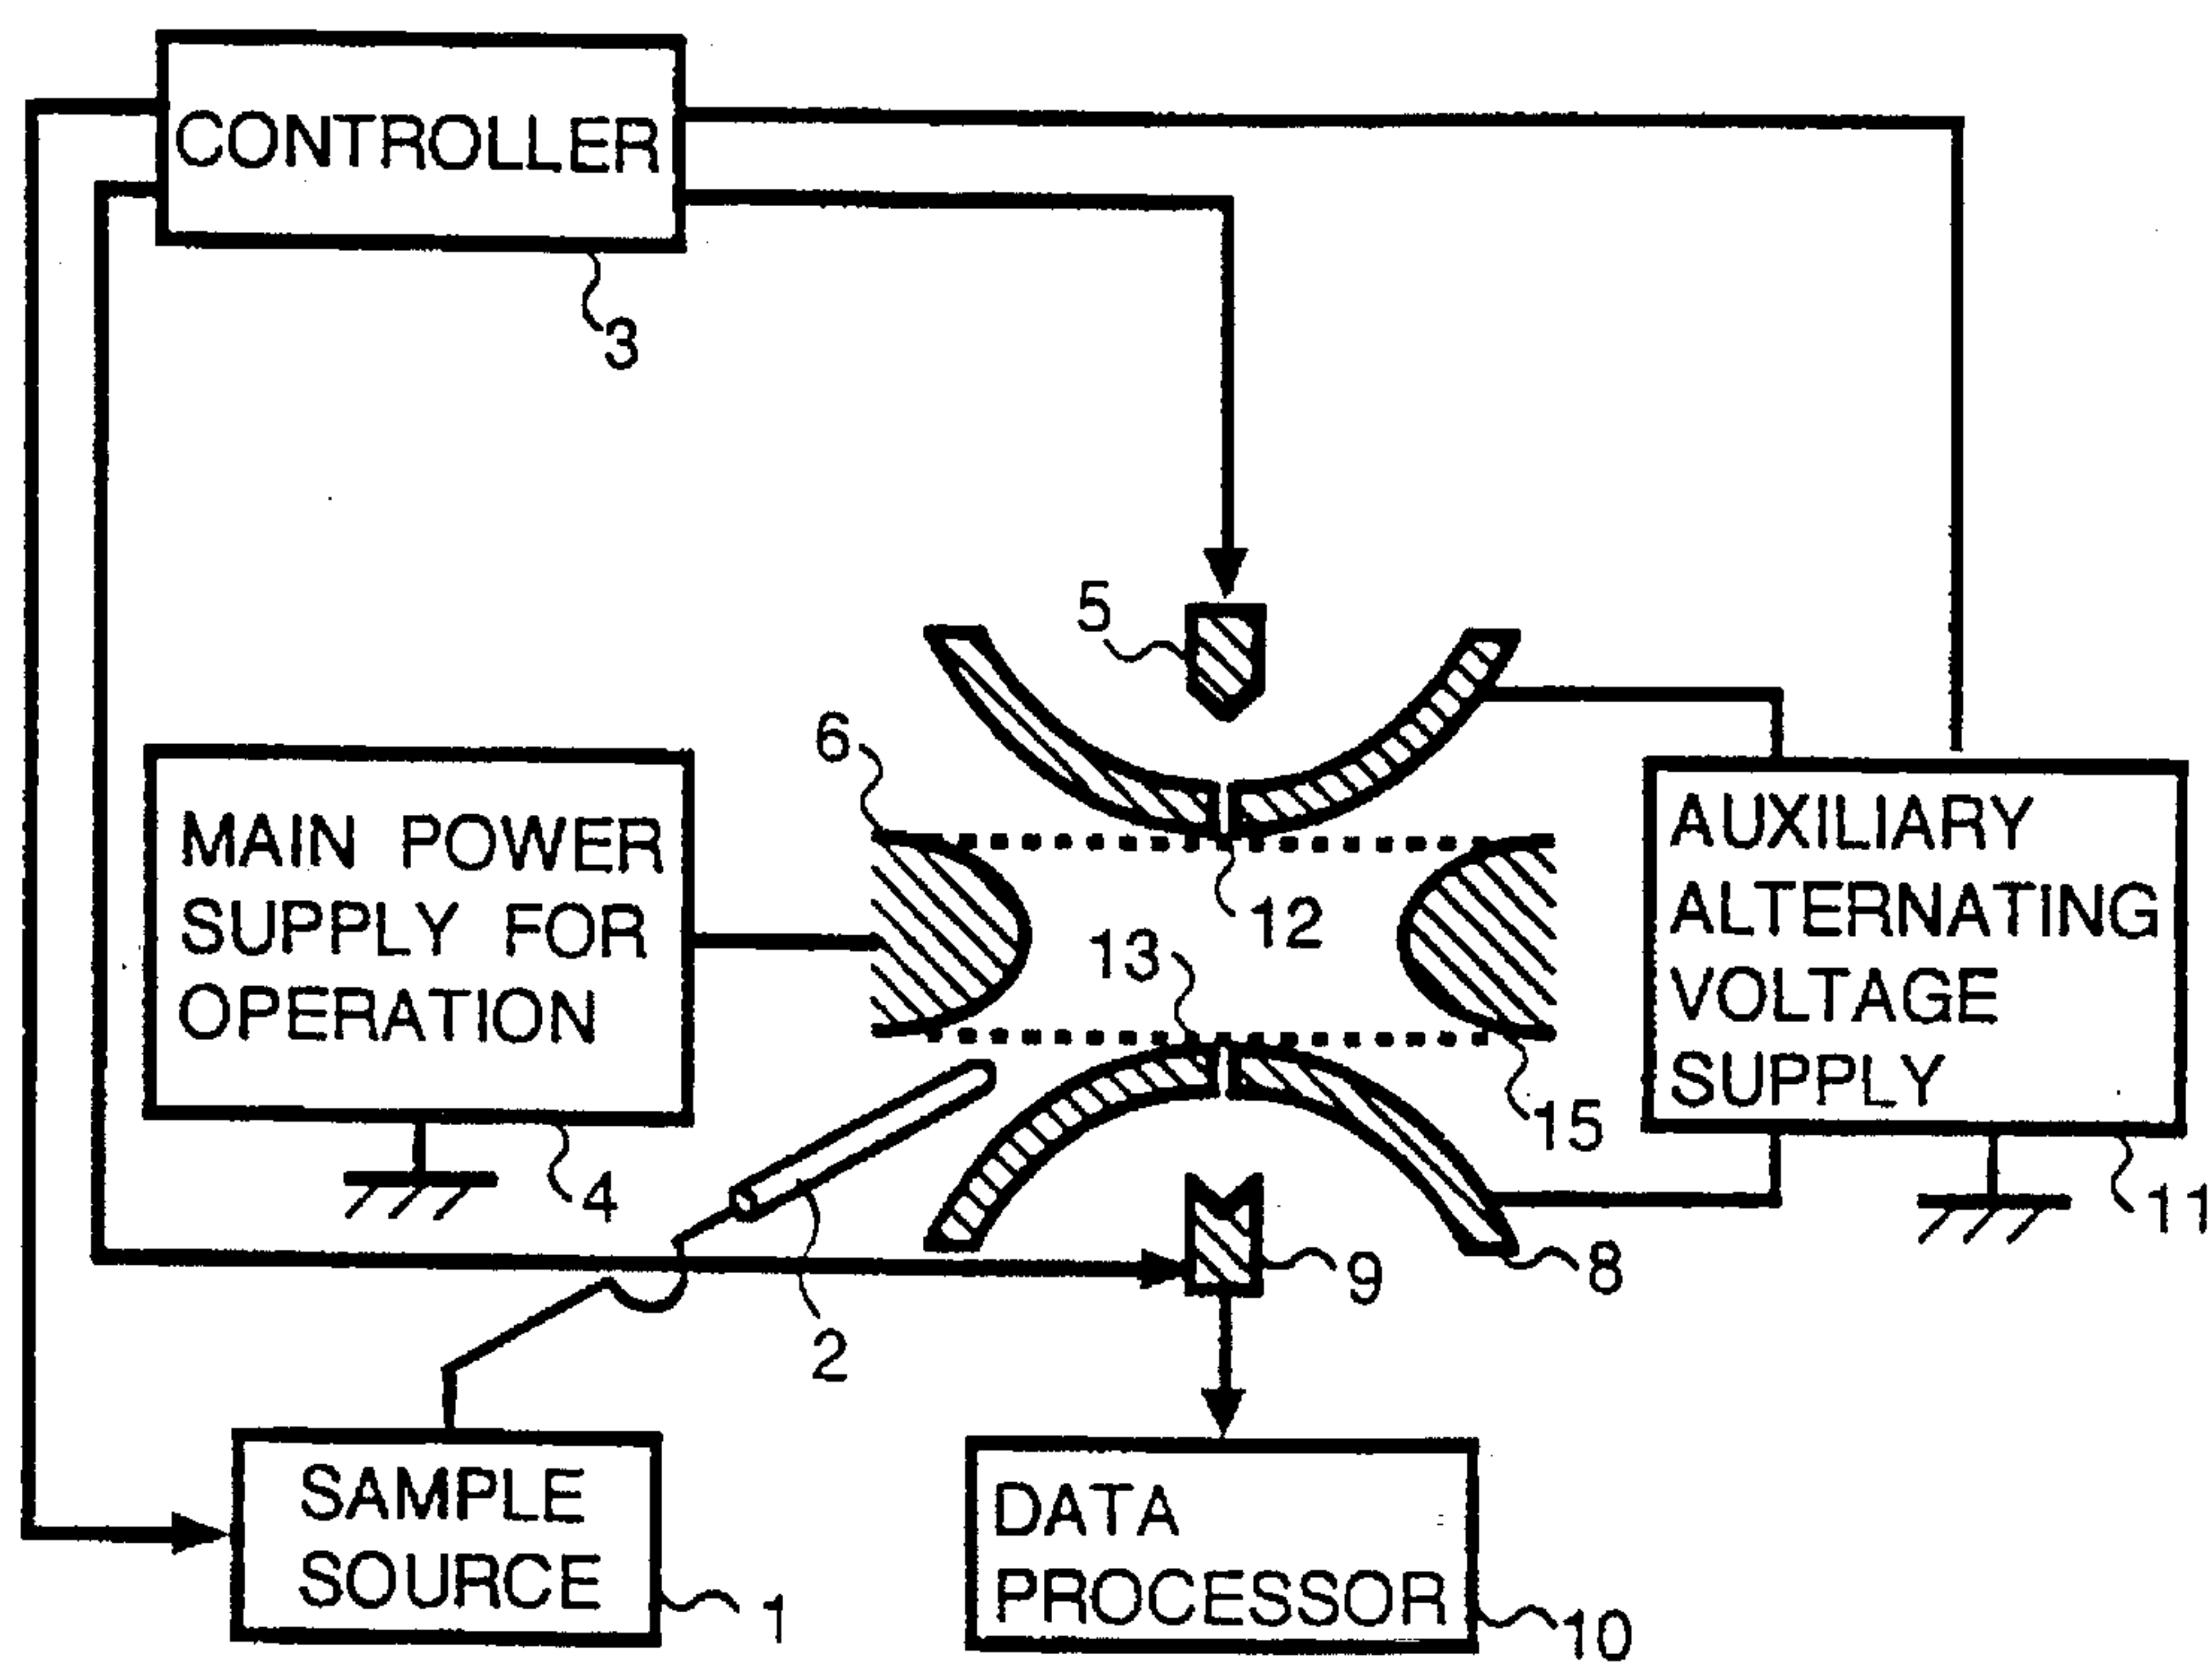 CONTROLLER
3
5
6
MAIN POWER
SUPPLY FOR
OPERATION
4
12
13
15
AUXILIARY
ALTERNATING
VOLTAGE
SUPPLY
11
2
9
8
SAMPLE
SOURCE
1
DATA
PROCESSOR
10